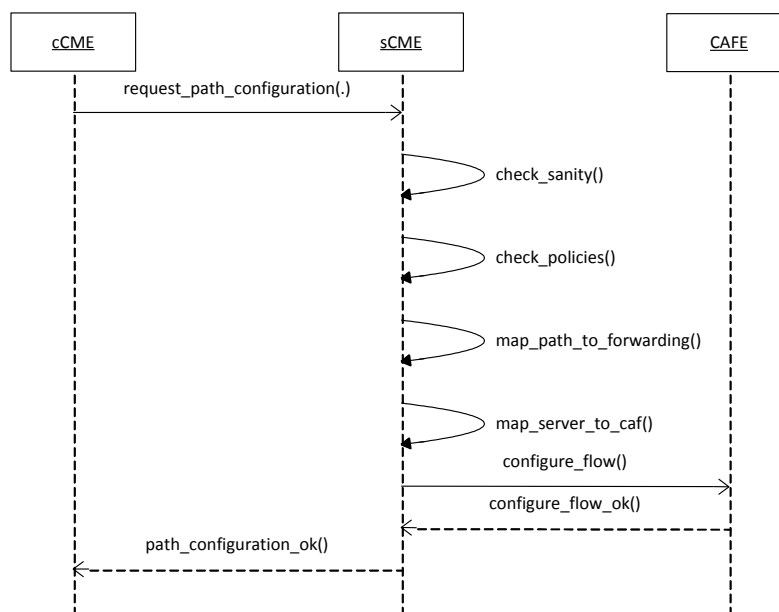 cCME
sCME
CAFE
request_path_configuration(.)
check_sanity()
check_policies()
map_path_to_forwarding()
map_server_to_caf()
configure_flow()
configure_flow_ok()
path_configuration_ok()